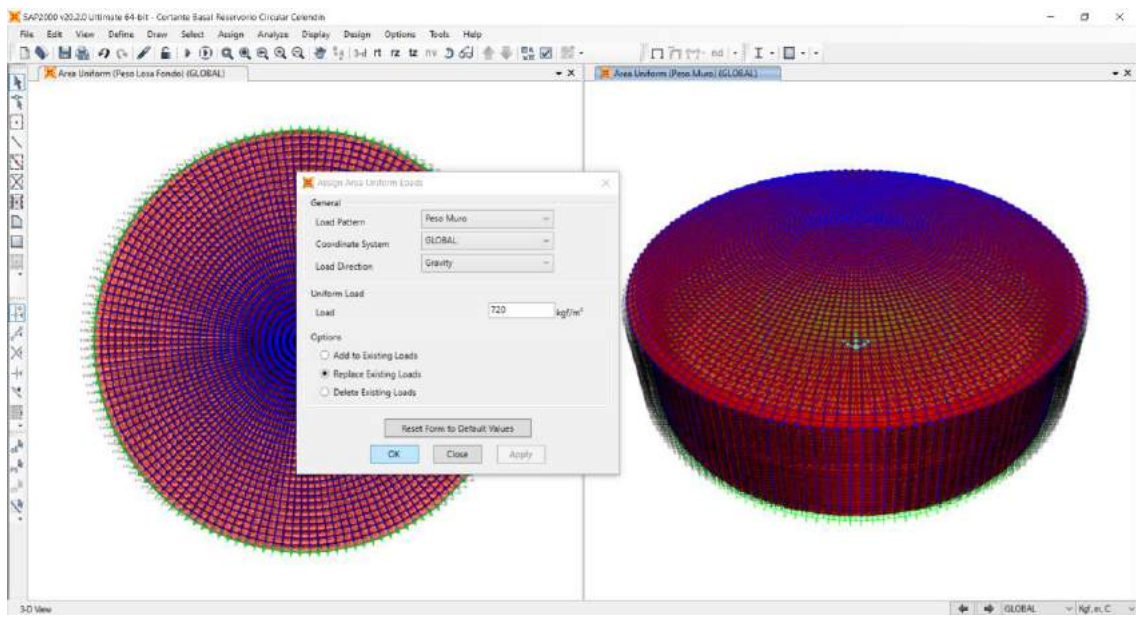 SAP2000 v20.2.0 Ultimate 64-bit - Cortante Basal Reservorio Circular Celendin
File Edit View Define Draw Select Assign Analyze Display Design Options Tools Help
3-d
nv
nd
Area Uniform (Peso Losa Fondo) (GLOBAL)
Area Uniform (Peso Muro) (GLOBAL)
Assign Area Uniform Loads
General
Load Pattern
Peso Muro
Coordinate System
GLOBAL
Load Direction
Gravity
Uniform Load
Load
720
kgf/m²
Options
Add to Existing Loads
Replace Existing Loads
Delete Existing Loads
Reset Form to Default Values
OK
Close
Apply
3-D View
GLOBAL
Kgf, m, C